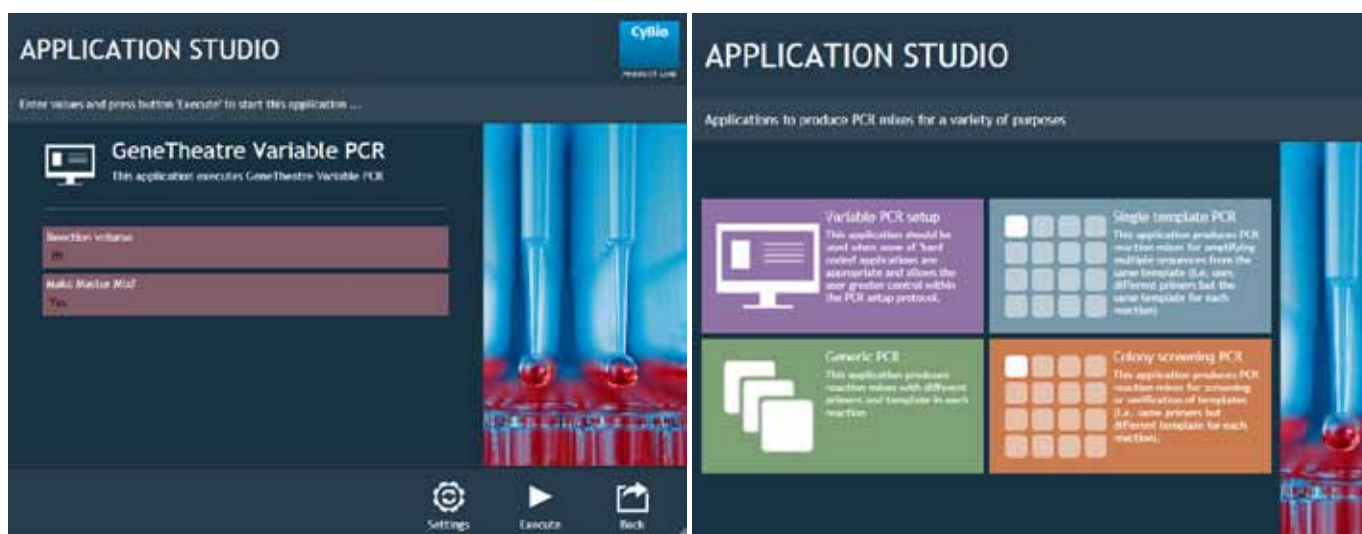 APPLICATION STUDIO
CyBio
Enter values and press button 'Execute' to start this application ...
GeneTheatre Variable PCR
This application executes GeneTheatre Variable PCR
Reaction volume
Make Master Mix?
Yes
Settings
Execute
Back
APPLICATION STUDIO
Applications to produce PCR mixes for a variety of purposes
Variable PCR setup
This application should be
used when none of 'hard
coded' applications are
appropriate and allows the
user greater control within
the PCR setup protocol.
Single template PCR
This application produces PCR
reaction mixes for amplifying
multiple sequences from the
same template (i.e. uses
different primers but the
same template for each
reaction)
Generic PCR
This application produces
reaction mixes with different
primers and template in each
reaction
Colony screening PCR
This application produces PCR
reaction mixes for screening
or verification of templates
(i.e. same primers but
different template for each
reaction).